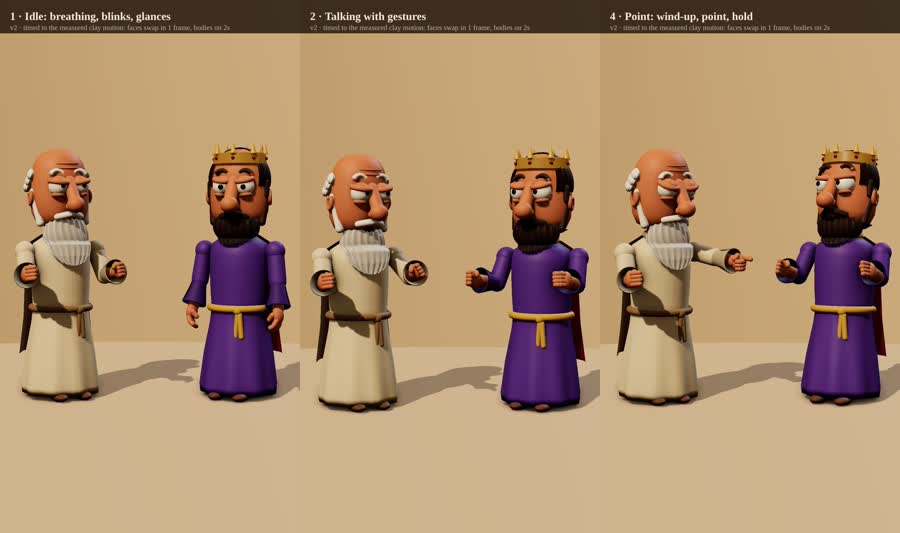 1 · Idle: breathing, blinks, glances
v2 · timed to the measured clay motion: faces swap in 1 frame, bodies on 2s
2 · Talking with gestures
v2 · timed to the measured clay motion: faces swap in 1 frame, bodies on 2s
4 · Point: wind-up, point, hold
v2 · timed to the measured clay motion: faces swap in 1 frame, bodies on 2s